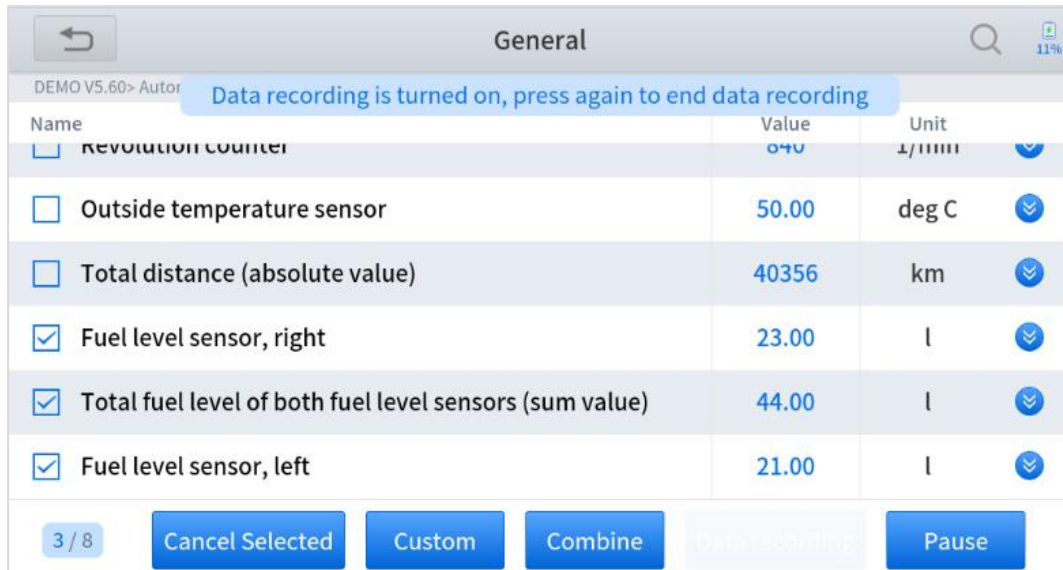 General
11%
DEMO V5.60> Autor
Data recording is turned on, press again to end data recording
Name Value Unit
Revolution counter 840 1/min
Outside temperature sensor 50.00 deg C
Total distance (absolute value) 40356 km
Fuel level sensor, right 23.00 l
Total fuel level of both fuel level sensors (sum value) 44.00 l
Fuel level sensor, left 21.00 l
3 / 8 Cancel Selected Custom Combine Data recording Pause